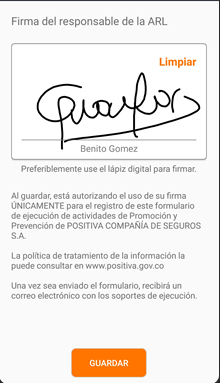 Firma del responsable de la ARL
Limpiar
Benito Gomez
Preferiblemente use el lápiz digital para firmar.
Al guardar, está autorizando el uso de su firma
ÚNICAMENTE para el registro de este formulario
de ejecución de actividades de Promoción y
Prevención de POSITIVA COMPAÑÍA DE SEGUROS
S.A.
La política de tratamiento de la información la
puede consultar en www.positiva.gov.co
Una vez sea enviado el formulario, recibirá un
correo electrónico con los soportes de ejecución.
GUARDAR